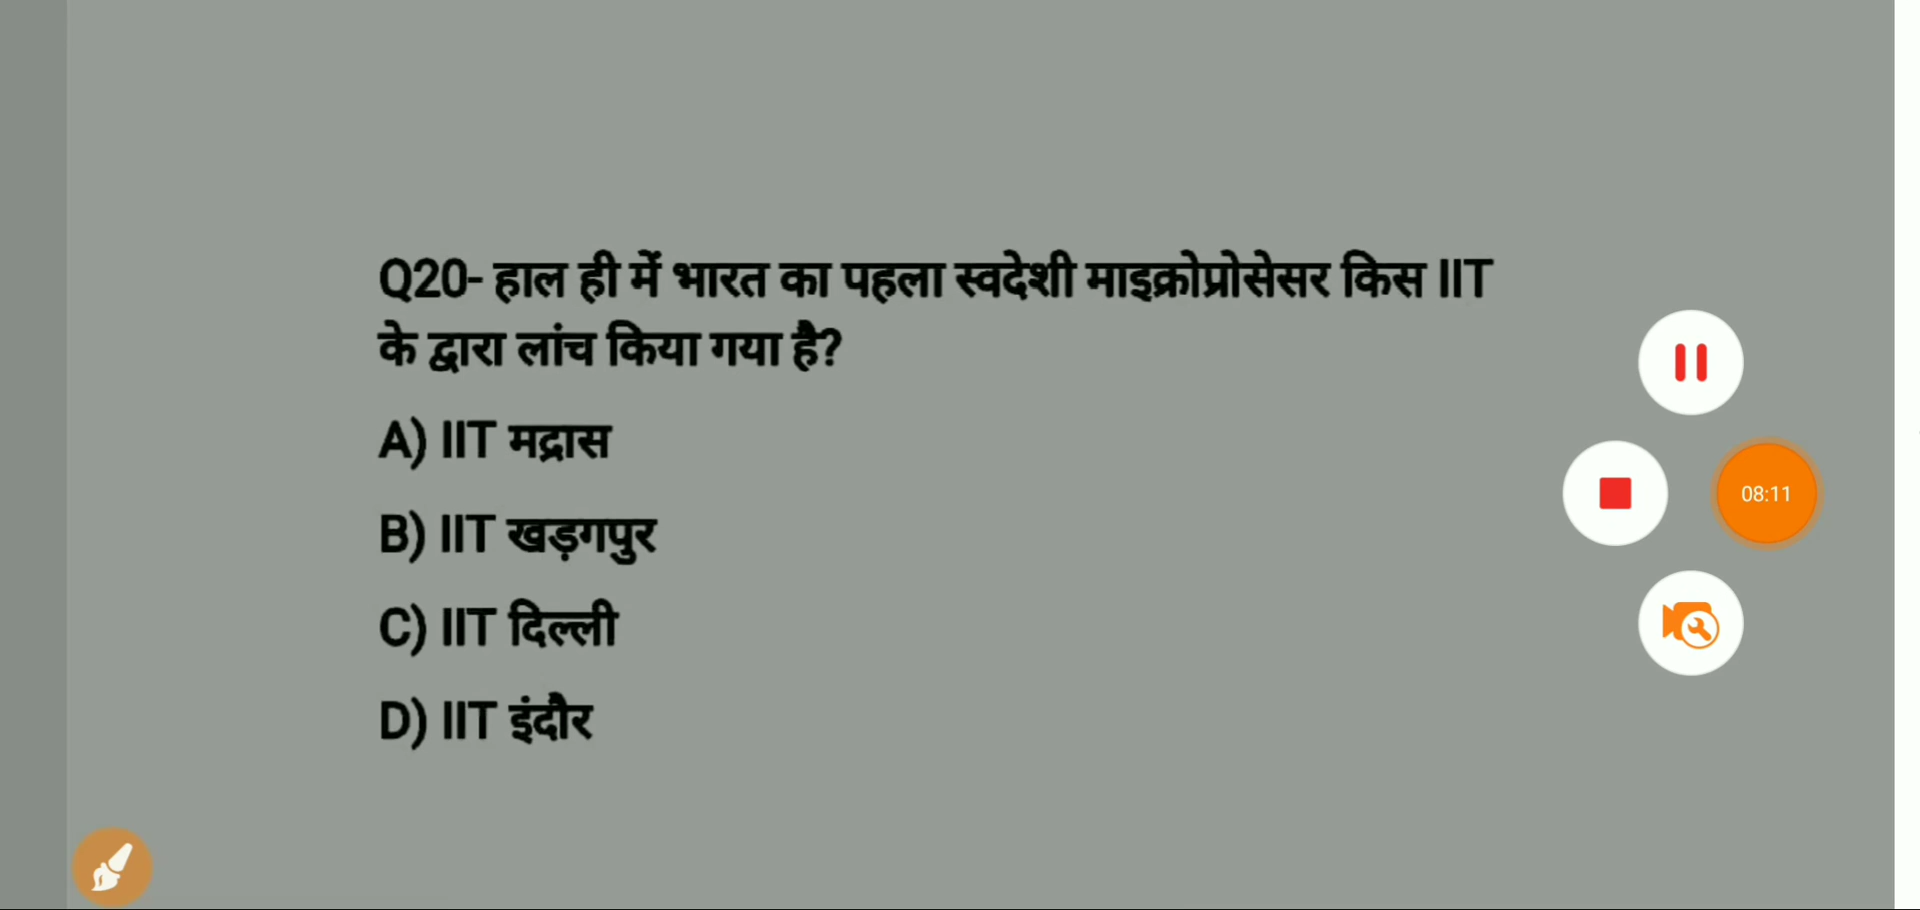 Q20- हाल ही में भारत का पहला स्वदेशी माइक्रोप्रोसेसर किस IIT
के द्वारा लांच किया गया है?
A) IIT मद्रास
B) IIT खड़गपुर
C) IIT दिल्ली
D) IIT इंदौर
08:11